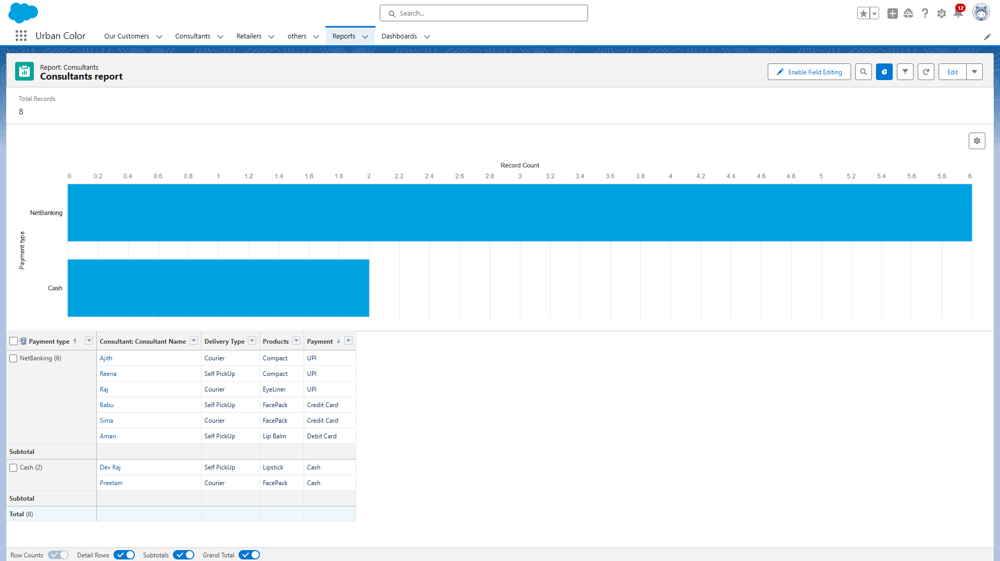 Search...
12
Urban Color
Our Customers
Consultants
Retailers
others
Reports
Dashboards
Report: Consultants
Consultants report
Enable Field Editing
Edit
Total Records
8
Record Count
0 0.2 0.4 0.6 0.8 1 1.2 1.4 1.6 1.8 2 2.2 2.4 2.6 2.8 3 3.2 3.4 3.6 3.8 4 4.2 4.4 4.6 4.8 5 5.2 5.4 5.6 5.8 6
NetBanking
Payment type
Cash
Payment type Consultant: Consultant Name Delivery Type Products Payment
NetBanking (6) Ajith Courier Compact UPI
Reena Self PickUp Compact UPI
Raj Courier EyeLiner UPI
Babu Self PickUp FacePack Credit Card
Sima Courier FacePack Credit Card
Aman Self PickUp Lip Balm Debit Card
Subtotal
Cash (2) Dev Raj Self PickUp Lipstick Cash
Preetam Courier FacePack Cash
Subtotal
Total (8)
Row Counts Detail Rows Subtotals Grand Total